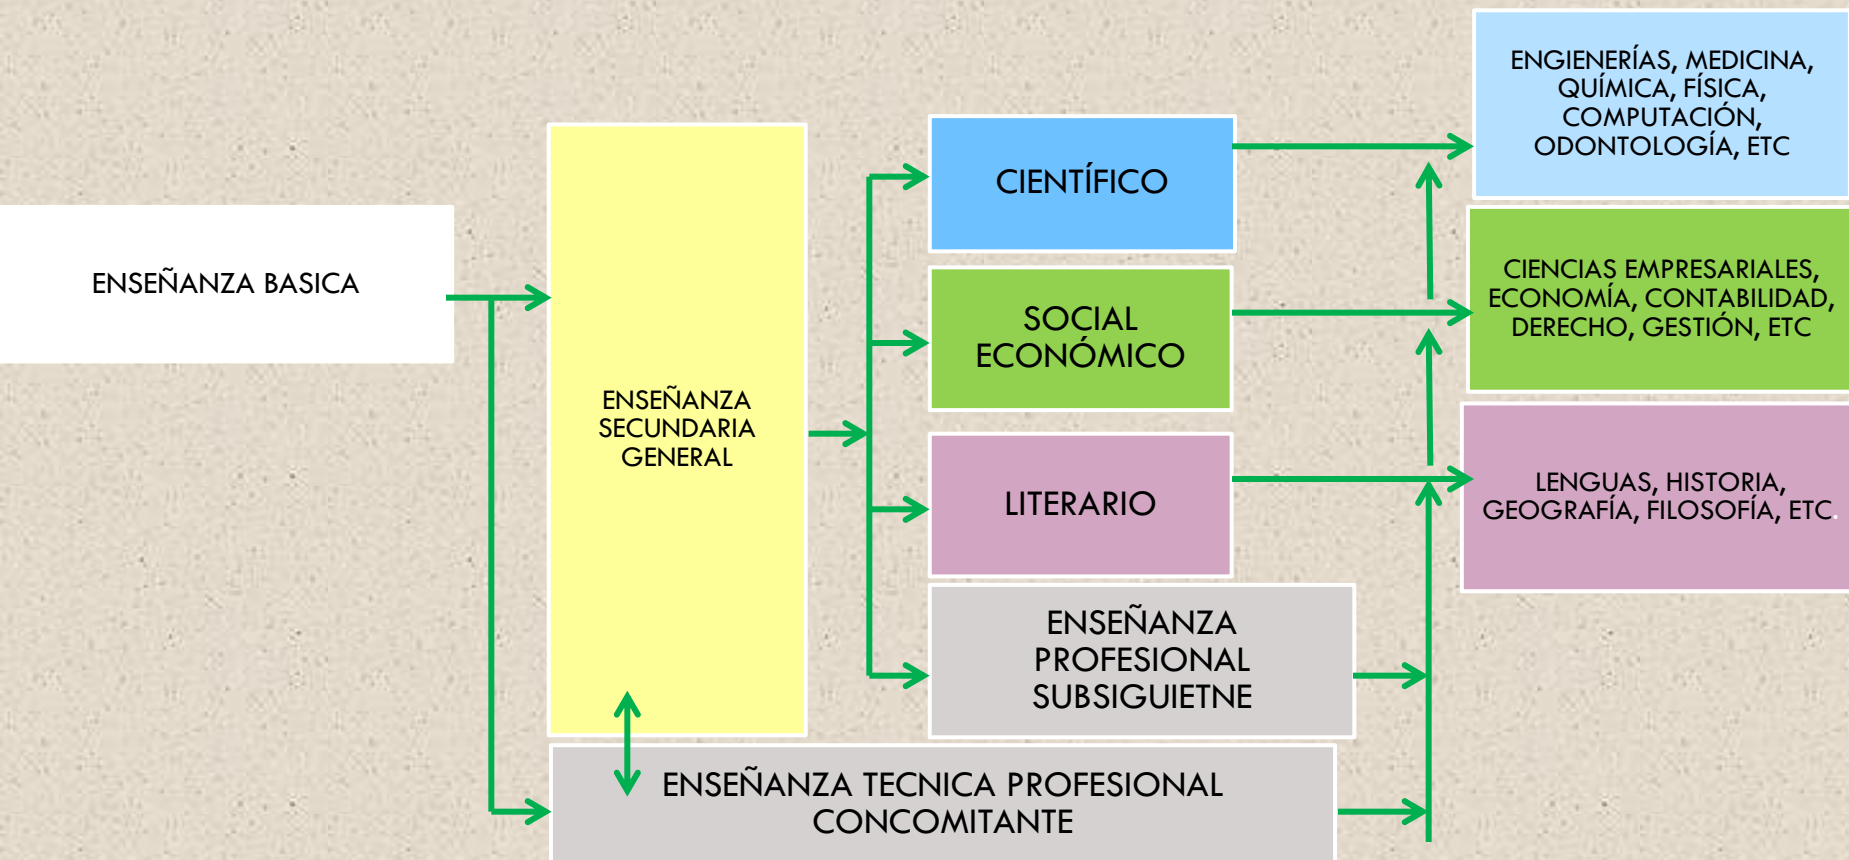 ENSEÑANZA BASICA
ENSEÑANZA
SECUNDARIA
GENERAL
CIENTÍFICO
SOCIAL
ECONÓMICO
LITERARIO
ENSEÑANZA
PROFESIONAL
SUBSIGUIETNE
ENSEÑANZA TECNICA PROFESIONAL
CONCOMITANTE
ENGIENERÍAS, MEDICINA,
QUÍMICA, FÍSICA,
COMPUTACIÓN,
ODONTOLOGÍA, ETC
CIENCIAS EMPRESARIALES,
ECONOMÍA, CONTABILIDAD,
DERECHO, GESTIÓN, ETC
LENGUAS, HISTORIA,
GEOGRAFÍA, FILOSOFÍA, ETC.